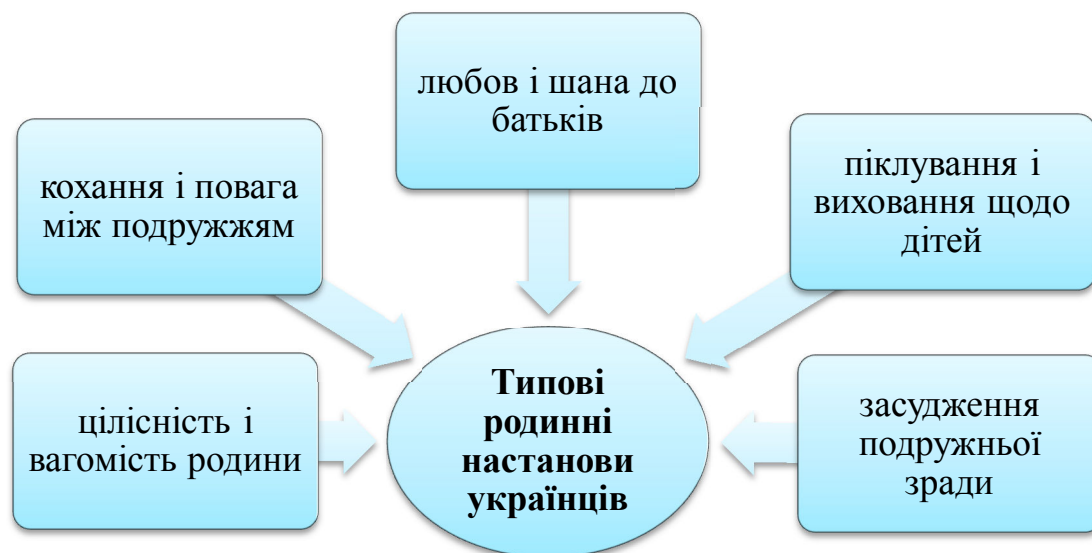 любов і шана до
батьків
кохання і повага
між подружжям
піклування і
виховання щодо
дітей
цілісність і
вагомість родини
Типові
родинні
настанови
українців
засудження
подружньої
зради